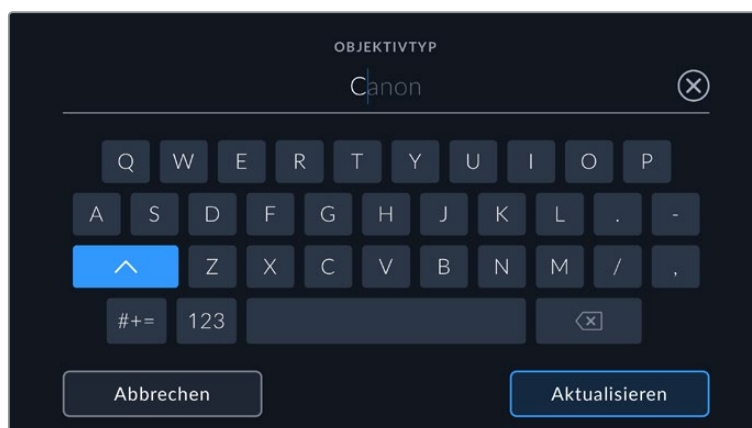 OBJEKTIVTYP
Canon
Q W E R T Y U I O P
A S D F G H J K L . -
Z X C V B N M / ,
#+= 123
Abbrechen Aktualisieren